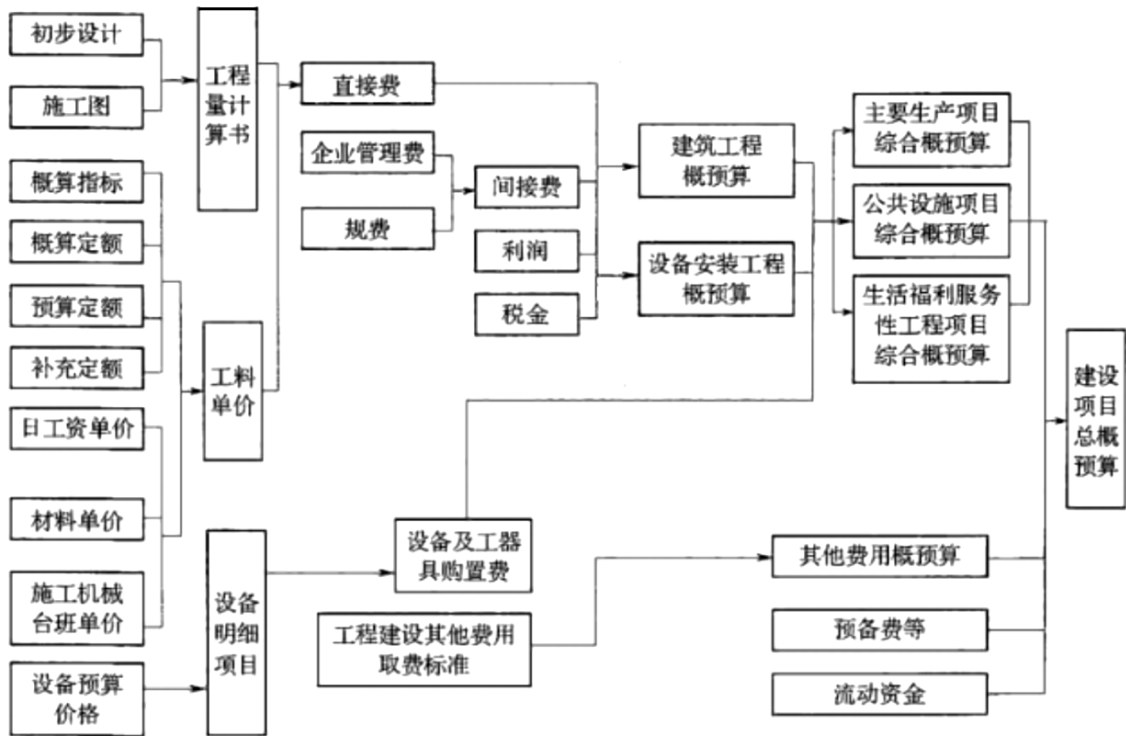 初步设计
施工图
概算指标
概算定额
预算定额
补充定额
日工资单价
材料单价
施工机械
台班单价
设备预算
价格
工程
量计
算书
工料
单价
设备
明细
项目
直接费
企业管理费
规费
间接费
利润
税金
设备及工器
具购置费
工程建设其他费用
取费标准
建筑工程
概预算
设备安装工程
概预算
主要生产项目
综合概预算
公共设施项目
综合概预算
生活福利服务
性工程项目
综合概预算
其他费用概预算
预备费等
流动资金
建设
项目
总概
预算